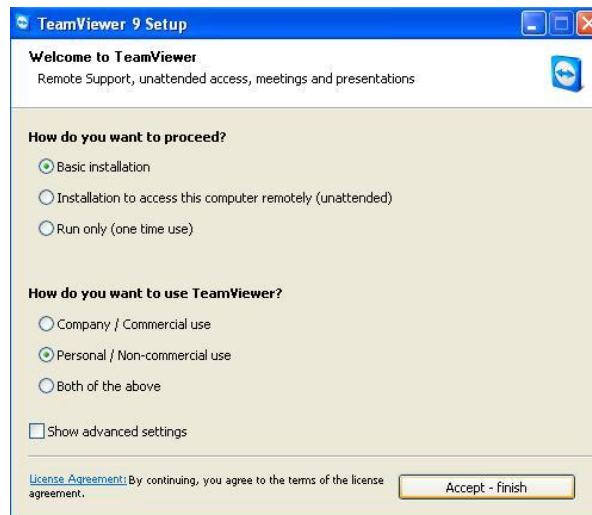 TeamViewer 9 Setup
Welcome to TeamViewer
Remote Support, unattended access, meetings and presentations
How do you want to proceed?
Basic installation
Installation to access this computer remotely (unattended)
Run only (one time use)
How do you want to use TeamViewer?
Company / Commercial use
Personal / Non-commercial use
Both of the above
Show advanced settings
License Agreement: By continuing, you agree to the terms of the license
agreement.
Accept - finish